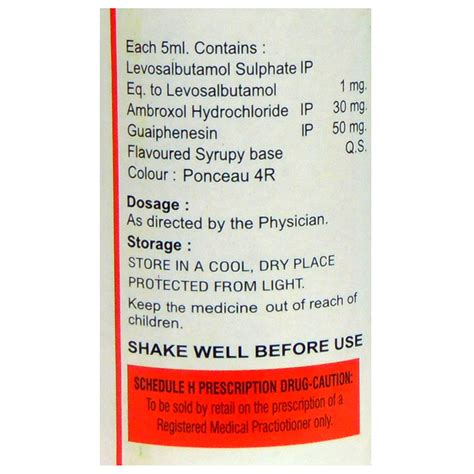 Each 5ml. Contains :
Levosalbutamol Sulphate IP
Eq. to Levosalbutamol 1 mg.
Ambroxol Hydrochloride IP 30 mg.
Guaiphenesin IP 50 mg.
Flavoured Syrupy base Q.S.
Colour : Ponceau 4R
Dosage :
As directed by the Physician.
Storage :
STORE IN A COOL, DRY PLACE
PROTECTED FROM LIGHT.
Keep the medicine out of reach of
children.
SHAKE WELL BEFORE USE
SCHEDULE H PRESCRIPTION DRUG-CAUTION:
To be sold by retail on the prescription of a
Registered Medical Practiotioner only.